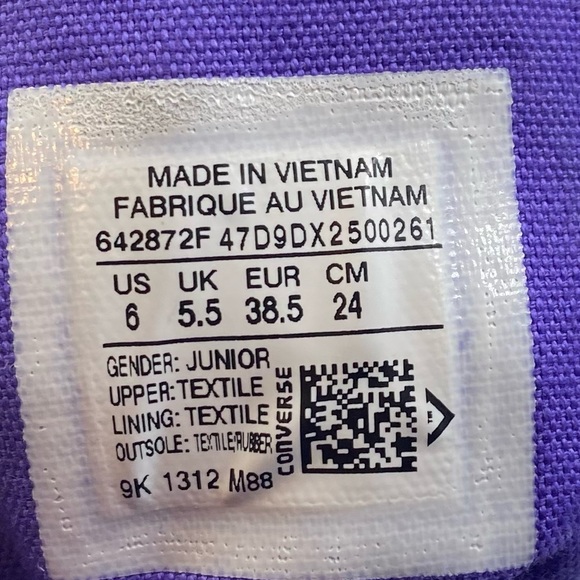 MADE IN VIETNAM
FABRIQUE AU VIETNAM
642872F 47D9DX2500261
US UK EUR CM
6 5.5 38.5 24
GENDER: JUNIOR
UPPER: TEXTILE
LINING: TEXTILE
OUTSOLE: TEXTILE/RUBBER
CONVERSE
9K 1312 M88